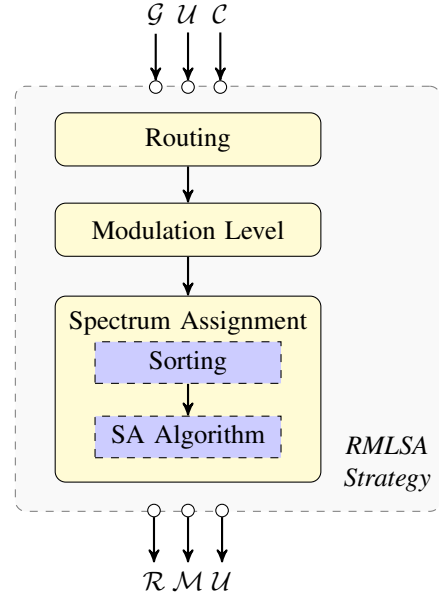 𝒢 𝒰 𝒞
Routing
Modulation Level
Spectrum Assignment
Sorting
SA Algorithm
RMLSA
Strategy
ℛ ℳ 𝒰